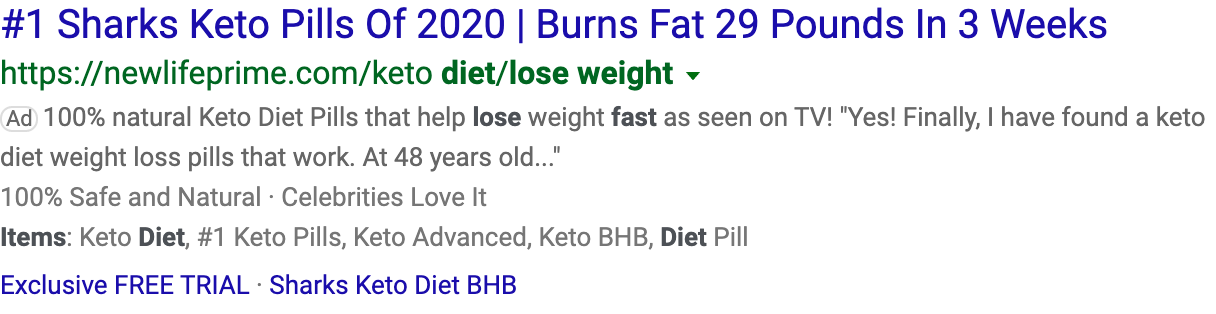 #1 Sharks Keto Pills Of 2020 | Burns Fat 29 Pounds In 3 Weeks
https://newlifeprime.com/keto diet/lose weight
Ad 100% natural Keto Diet Pills that help lose weight fast as seen on TV! "Yes! Finally, I have found a keto
diet weight loss pills that work. At 48 years old..."
100% Safe and Natural · Celebrities Love It
Items: Keto Diet, #1 Keto Pills, Keto Advanced, Keto BHB, Diet Pill
Exclusive FREE TRIAL · Sharks Keto Diet BHB